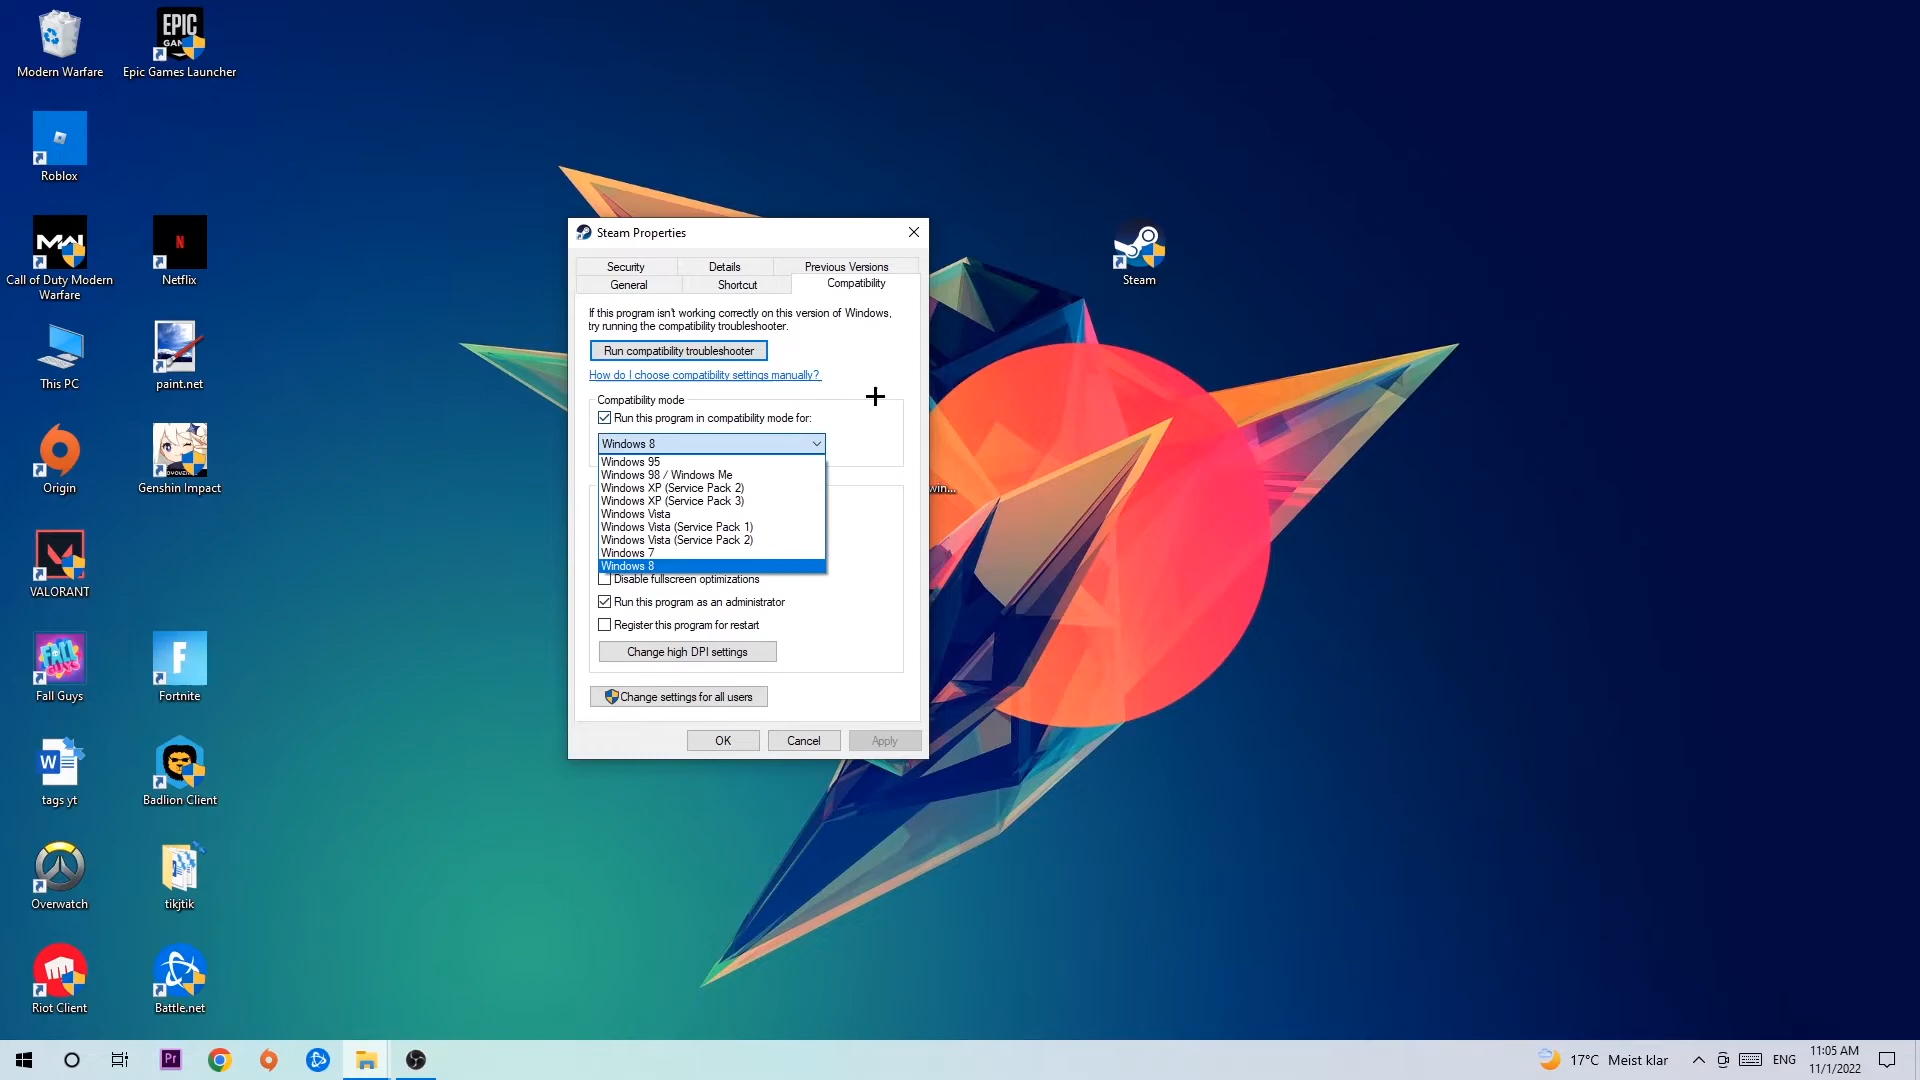 Modern Warfare
EPIC
GAMES
Epic Games Launcher
Roblox
MW
Call of Duty Modern
Warfare
N
Netflix
This PC
paint.net
Origin
Genshin Impact
VALORANT
FALL
GUYS
Fall Guys
F
Fortnite
W
tags yt
Badlion Client
Overwatch
tikjtik
Riot Client
Battle.net
Steam
win...
Steam Properties
Security
Details
Previous Versions
General
Shortcut
Compatibility
If this program isn't working correctly on this version of Windows,
try running the compatibility troubleshooter.
Run compatibility troubleshooter
How do I choose compatibility settings manually?
Compatibility mode
Run this program in compatibility mode for:
Windows 8
Windows 95
Windows 98 / Windows Me
Windows XP (Service Pack 2)
Windows XP (Service Pack 3)
Windows Vista
Windows Vista (Service Pack 1)
Windows Vista (Service Pack 2)
Windows 7
Windows 8
Disable fullscreen optimizations
Run this program as an administrator
Register this program for restart
Change high DPI settings
Change settings for all users
OK
Cancel
Apply
Pr
17°C Meist klar
ENG
11:05 AM
11/1/2022